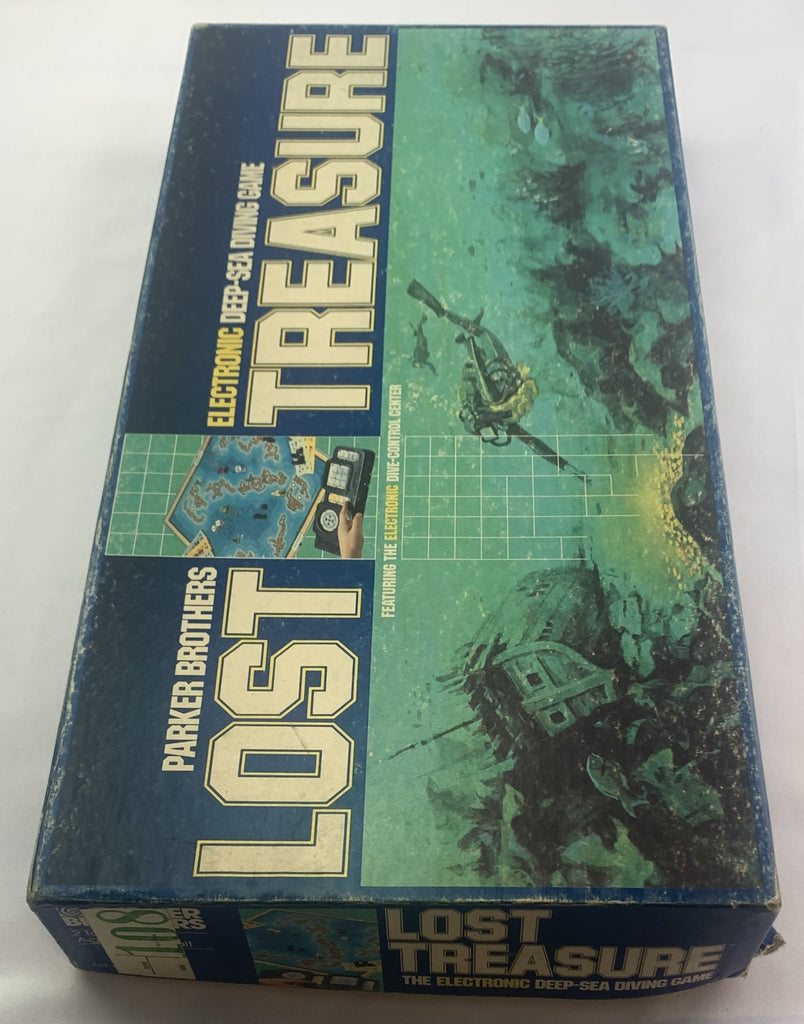 PARKER BROTHERS
ELECTRONIC DEEP-SEA DIVING GAME
LOST TREASURE
FEATURING THE ELECTRONIC DIVE-CONTROL CENTER
108
LOST
TREASURE
THE ELECTRONIC DEEP-SEA DIVING GAME